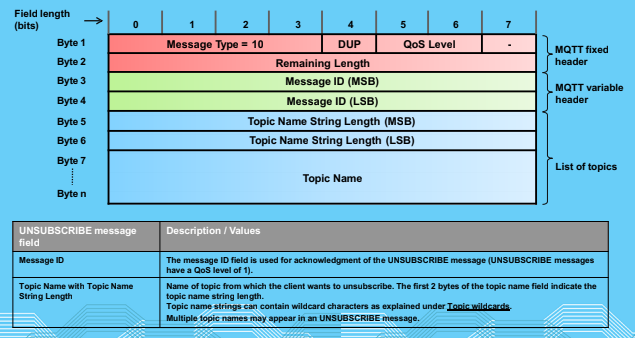 Field length
(bits)
0 1 2 3 4 5 6 7
Byte 1 Message Type = 10 DUP QoS Level -
MQTT fixed
header
Byte 2 Remaining Length
Byte 3 Message ID (MSB)
MQTT variable
header
Byte 4 Message ID (LSB)
Byte 5 Topic Name String Length (MSB)
Byte 6 Topic Name String Length (LSB)
Byte 7
List of topics
Topic Name
Byte n
UNSUBSCRIBE message
field
Description / Values
Message ID
The message ID field is used for acknowledgment of the UNSUBSCRIBE message (UNSUBSCRIBE messages
have a QoS level of 1).
Topic Name with Topic Name
String Length
Name of topic from which the client wants to unsubscribe. The first 2 bytes of the topic name field indicate the
topic name string length.
Topic name strings can contain wildcard characters as explained under Topic wildcards.
Multiple topic names may appear in an UNSUBSCRIBE message.